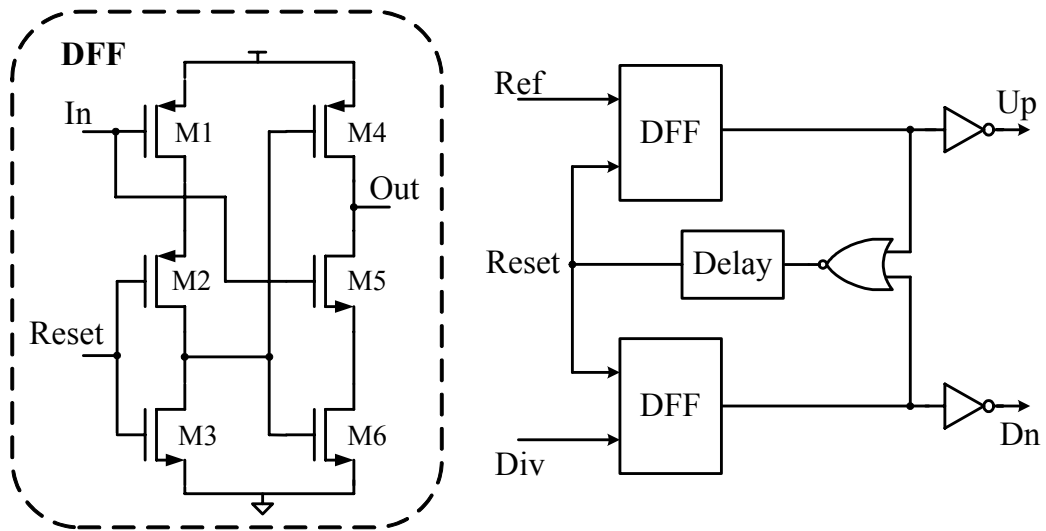 DFF
In
M1
M4
Out
M2
M5
Reset
M3
M6
Ref
DFF
Up
Reset
Delay
DFF
Div
Dn